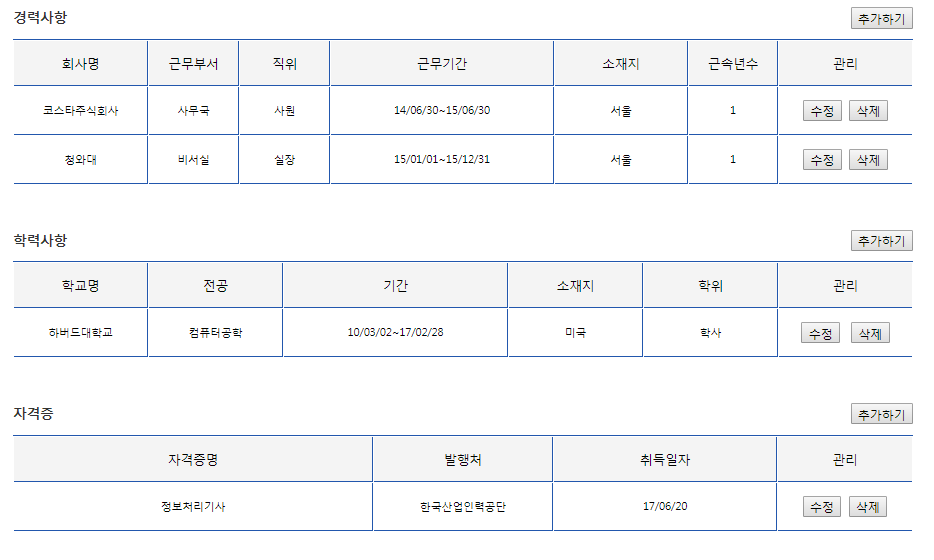 경력사항 추가하기
회사명 근무부서 직위 근무기간 소재지 근속년수 관리
코스타주식회사 사무국 사원 14/06/30~15/06/30 서울 1 수정 삭제
청와대 비서실 실장 15/01/01~15/12/31 서울 1 수정 삭제
학력사항 추가하기
학교명 전공 기간 소재지 학위 관리
하버드대학교 컴퓨터공학 10/03/02~17/02/28 미국 학사 수정 삭제
자격증 추가하기
자격증명 발행처 취득일자 관리
정보처리기사 한국산업인력공단 17/06/20 수정 삭제